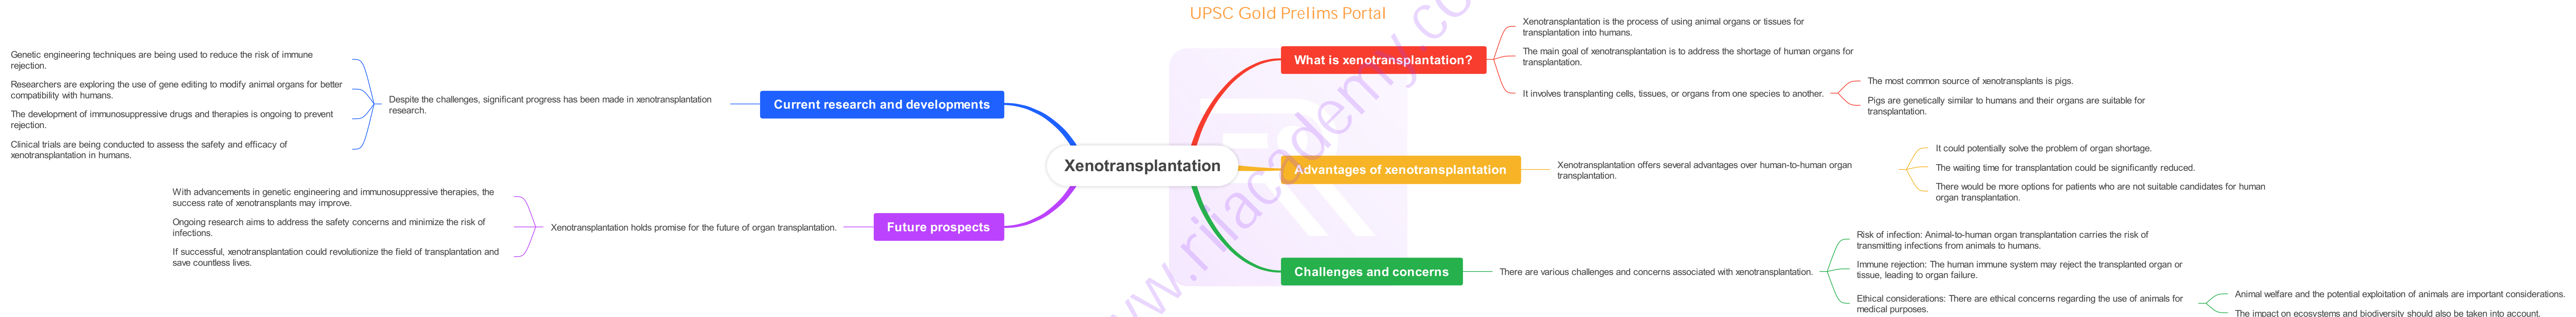 UPSC Gold Prelims Portal
Xenotransplantation
What is xenotransplantation?
Xenotransplantation is the process of using animal organs or tissues for
transplantation into humans.
The main goal of xenotransplantation is to address the shortage of human organs for
transplantation.
It involves transplanting cells, tissues, or organs from one species to another.
The most common source of xenotransplants is pigs.
Pigs are genetically similar to humans and their organs are suitable for
transplantation.
Advantages of xenotransplantation
Xenotransplantation offers several advantages over human-to-human organ
transplantation.
It could potentially solve the problem of organ shortage.
The waiting time for transplantation could be significantly reduced.
There would be more options for patients who are not suitable candidates for human
organ transplantation.
Challenges and concerns
There are various challenges and concerns associated with xenotransplantation.
Risk of infection: Animal-to-human organ transplantation carries the risk of
transmitting infections from animals to humans.
Immune rejection: The human immune system may reject the transplanted organ or
tissue, leading to organ failure.
Ethical considerations: There are ethical concerns regarding the use of animals for
medical purposes.
Animal welfare and the potential exploitation of animals are important considerations.
The impact on ecosystems and biodiversity should also be taken into account.
Current research and developments
Despite the challenges, significant progress has been made in xenotransplantation
research.
Genetic engineering techniques are being used to reduce the risk of immune
rejection.
Researchers are exploring the use of gene editing to modify animal organs for better
compatibility with humans.
The development of immunosuppressive drugs and therapies is ongoing to prevent
rejection.
Clinical trials are being conducted to assess the safety and efficacy of
xenotransplantation in humans.
Future prospects
Xenotransplantation holds promise for the future of organ transplantation.
With advancements in genetic engineering and immunosuppressive therapies, the
success rate of xenotransplants may improve.
Ongoing research aims to address the safety concerns and minimize the risk of
infections.
If successful, xenotransplantation could revolutionize the field of transplantation and
save countless lives.